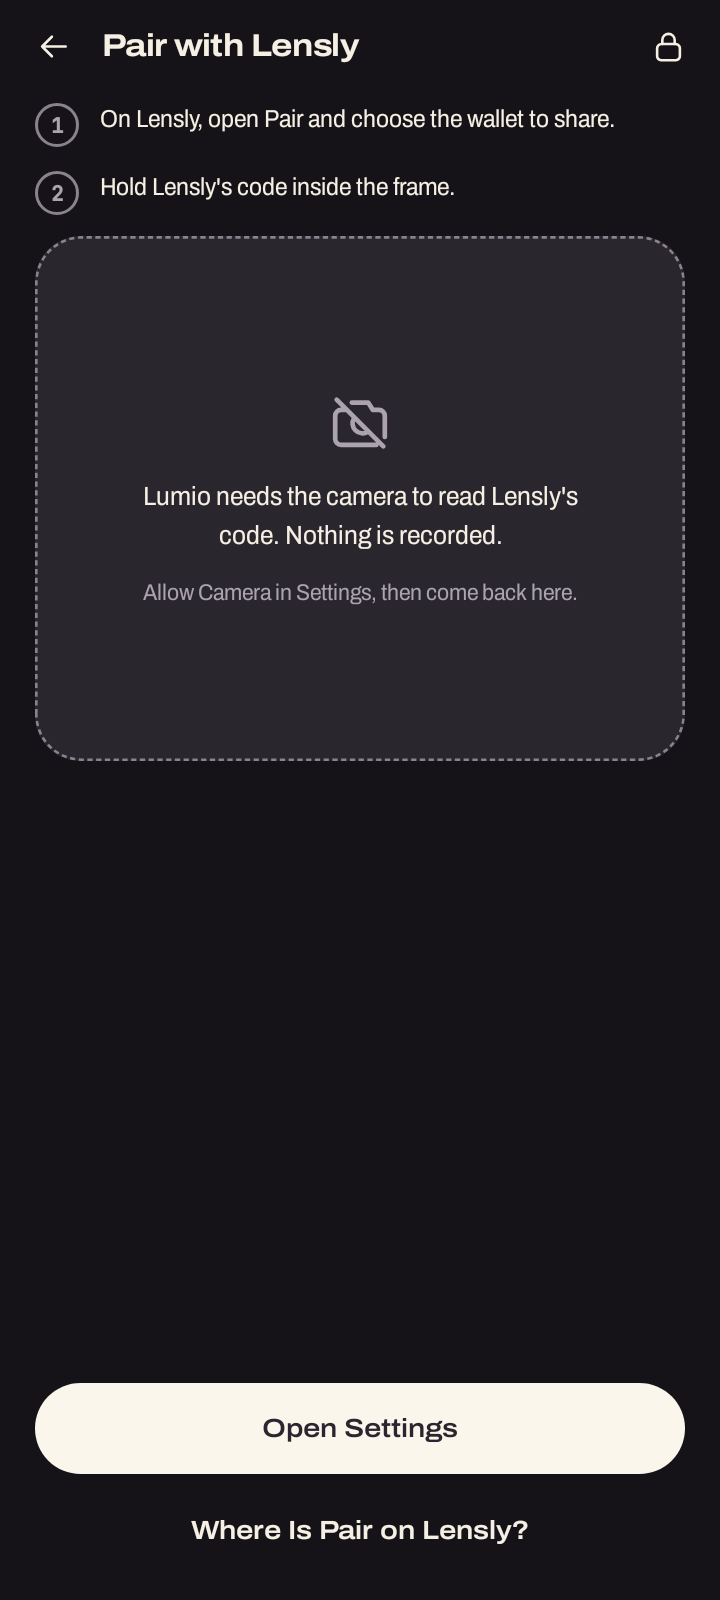 Pair with Lensly
1 On Lensly, open Pair and choose the wallet to share.
2 Hold Lensly's code inside the frame.
Lumio needs the camera to read Lensly's
code. Nothing is recorded.
Allow Camera in Settings, then come back here.
Open Settings
Where Is Pair on Lensly?